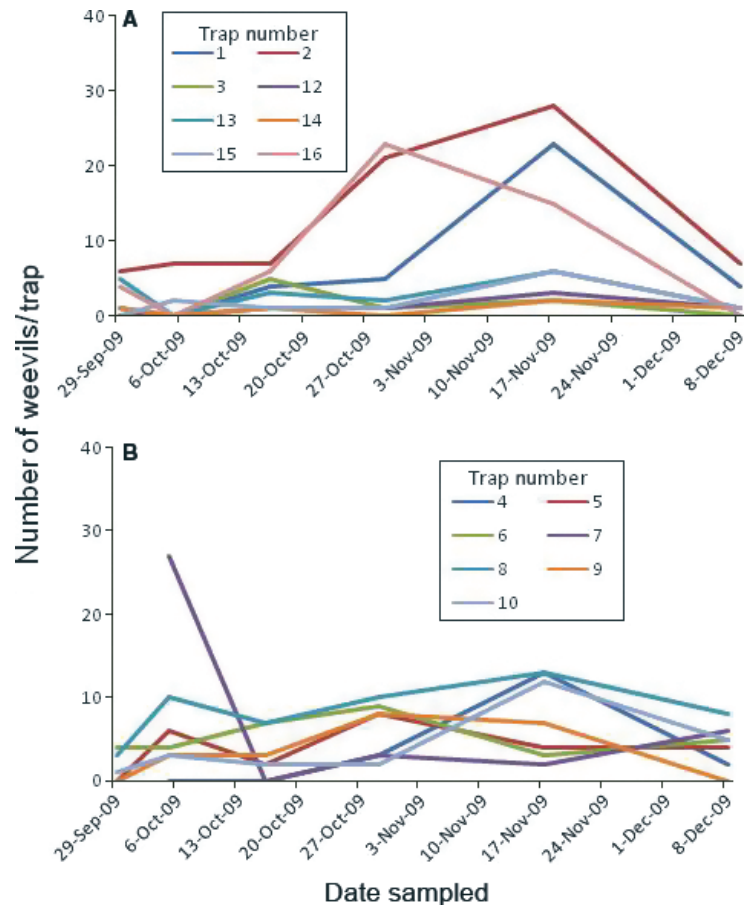 A
40
30
20
10
0
Trap number
1 2
3 12
13 14
15 16
29-Sep-09 6-Oct-09 13-Oct-09 20-Oct-09 27-Oct-09 3-Nov-09 10-Nov-09 17-Nov-09 24-Nov-09 1-Dec-09 8-Dec-09
Number of weevils/trap
B
40
30
20
10
0
Trap number
4 5
6 7
8 9
10
29-Sep-09 6-Oct-09 13-Oct-09 20-Oct-09 27-Oct-09 3-Nov-09 10-Nov-09 17-Nov-09 24-Nov-09 1-Dec-09 8-Dec-09
Date sampled